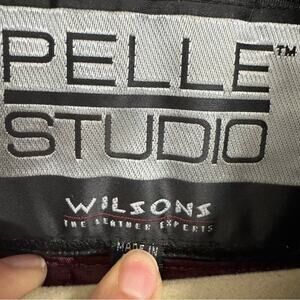 PELLE™
STUDIO
WILSONS
THE LEATHER EXPERTS
MADE IN